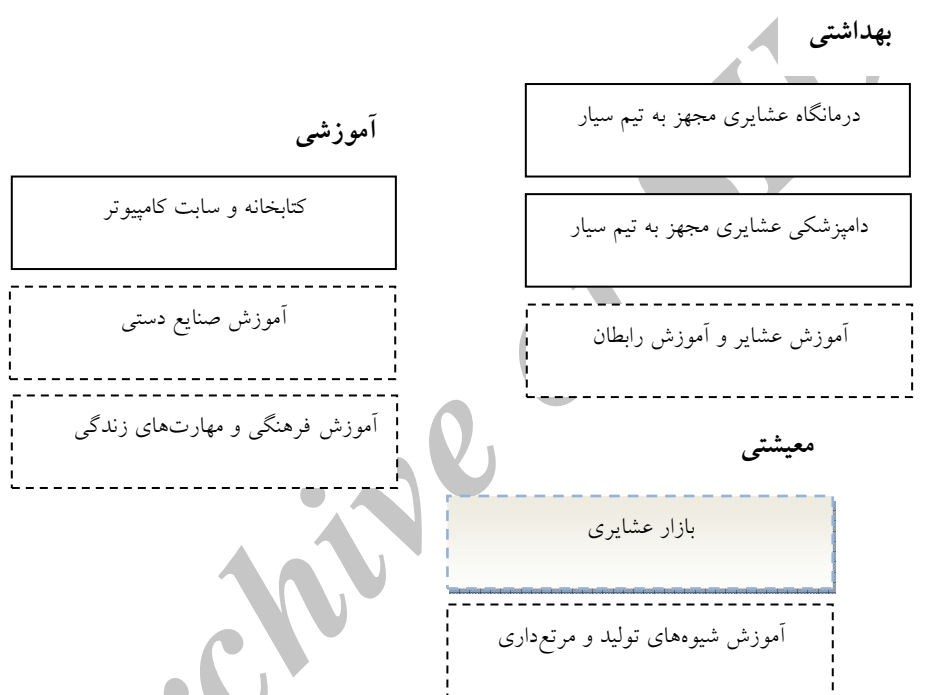 بهداشتی
درمانگاه عشایری مجهز به تیم سیار
دامپزشکی عشایری مجهز به تیم سیار
آموزش عشایر و آموزش رابطان
آموزشی
کتابخانه و سابت کامپیوتر
آموزش صنایع دستی
آموزش فرهنگی و مهارت‌های زندگی
معیشتی
بازار عشایری
آموزش شیوه‌های تولید و مرتع‌داری